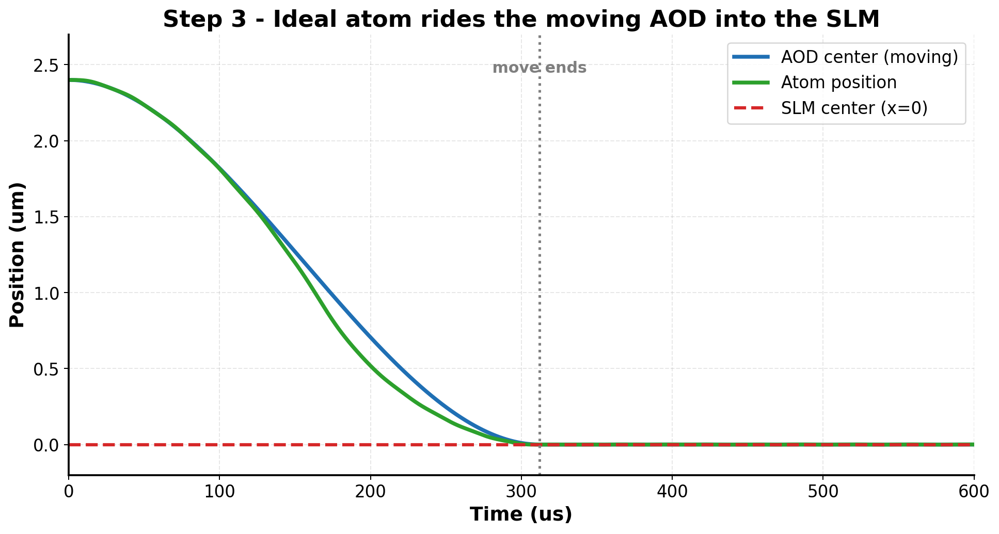 Step 3 - Ideal atom rides the moving AOD into the SLM
move ends
AOD center (moving)
Atom position
SLM center (x=0)
Position (um)
2.5
2.0
1.5
1.0
0.5
0.0
0 100 200 300 400 500 600
Time (us)